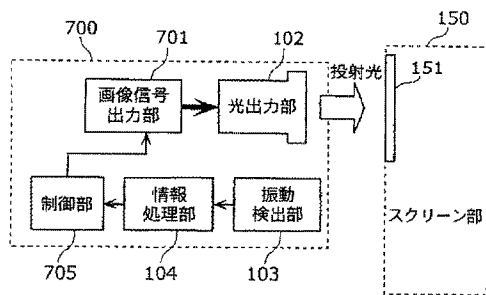 700
701
102
150
投射光
151
画像信号
出力部
光出力部
制御部
情報
処理部
振動
検出部
スクリーン部
705
104
103